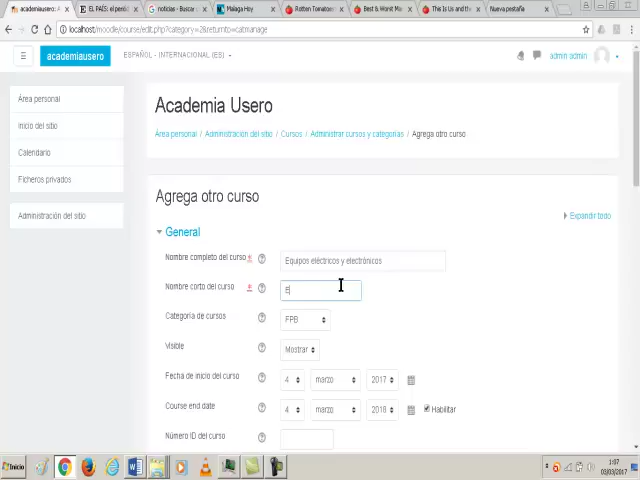 academiausero: A
EL PAÍS: el periód
noticias - Buscar
Málaga Hoy
Rotten Tomatoes
Best & Worst Mo
This Is Us and th
Nueva pestaña
localhost/moodle/course/edit.php?category=2&returnto=catmanage
academiausero
ESPAÑOL - INTERNACIONAL (ES)
admin admin
Área personal
Inicio del sitio
Calendario
Ficheros privados
Administración del sitio
Academia Usero
Área personal / Administración del sitio / Cursos / Administrar cursos y categorías / Agrega otro curso
Agrega otro curso
Expandir todo
General
Nombre completo del curso
Equipos eléctricos y electrónicos
Nombre corto del curso
E
Categoría de cursos
FPB
Visible
Mostrar
Fecha de inicio del curso
4 marzo 2017
Course end date
4 marzo 2018 Habilitar
Número ID del curso
Inicio
1:07
03/03/2017